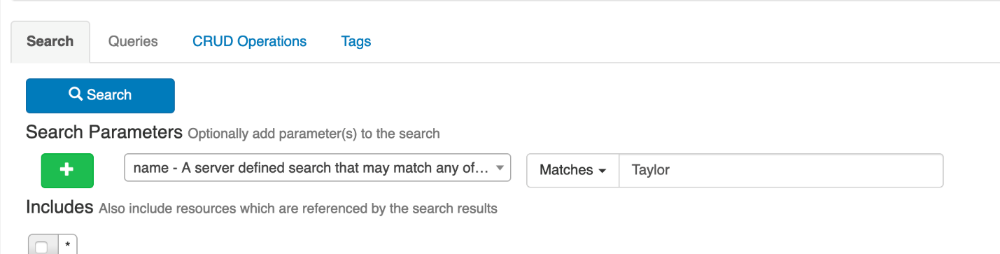 Search Queries CRUD Operations Tags
Search
Search Parameters Optionally add parameter(s) to the search
+ name - A server defined search that may match any of... Matches Taylor
Includes Also include resources which are referenced by the search results
*